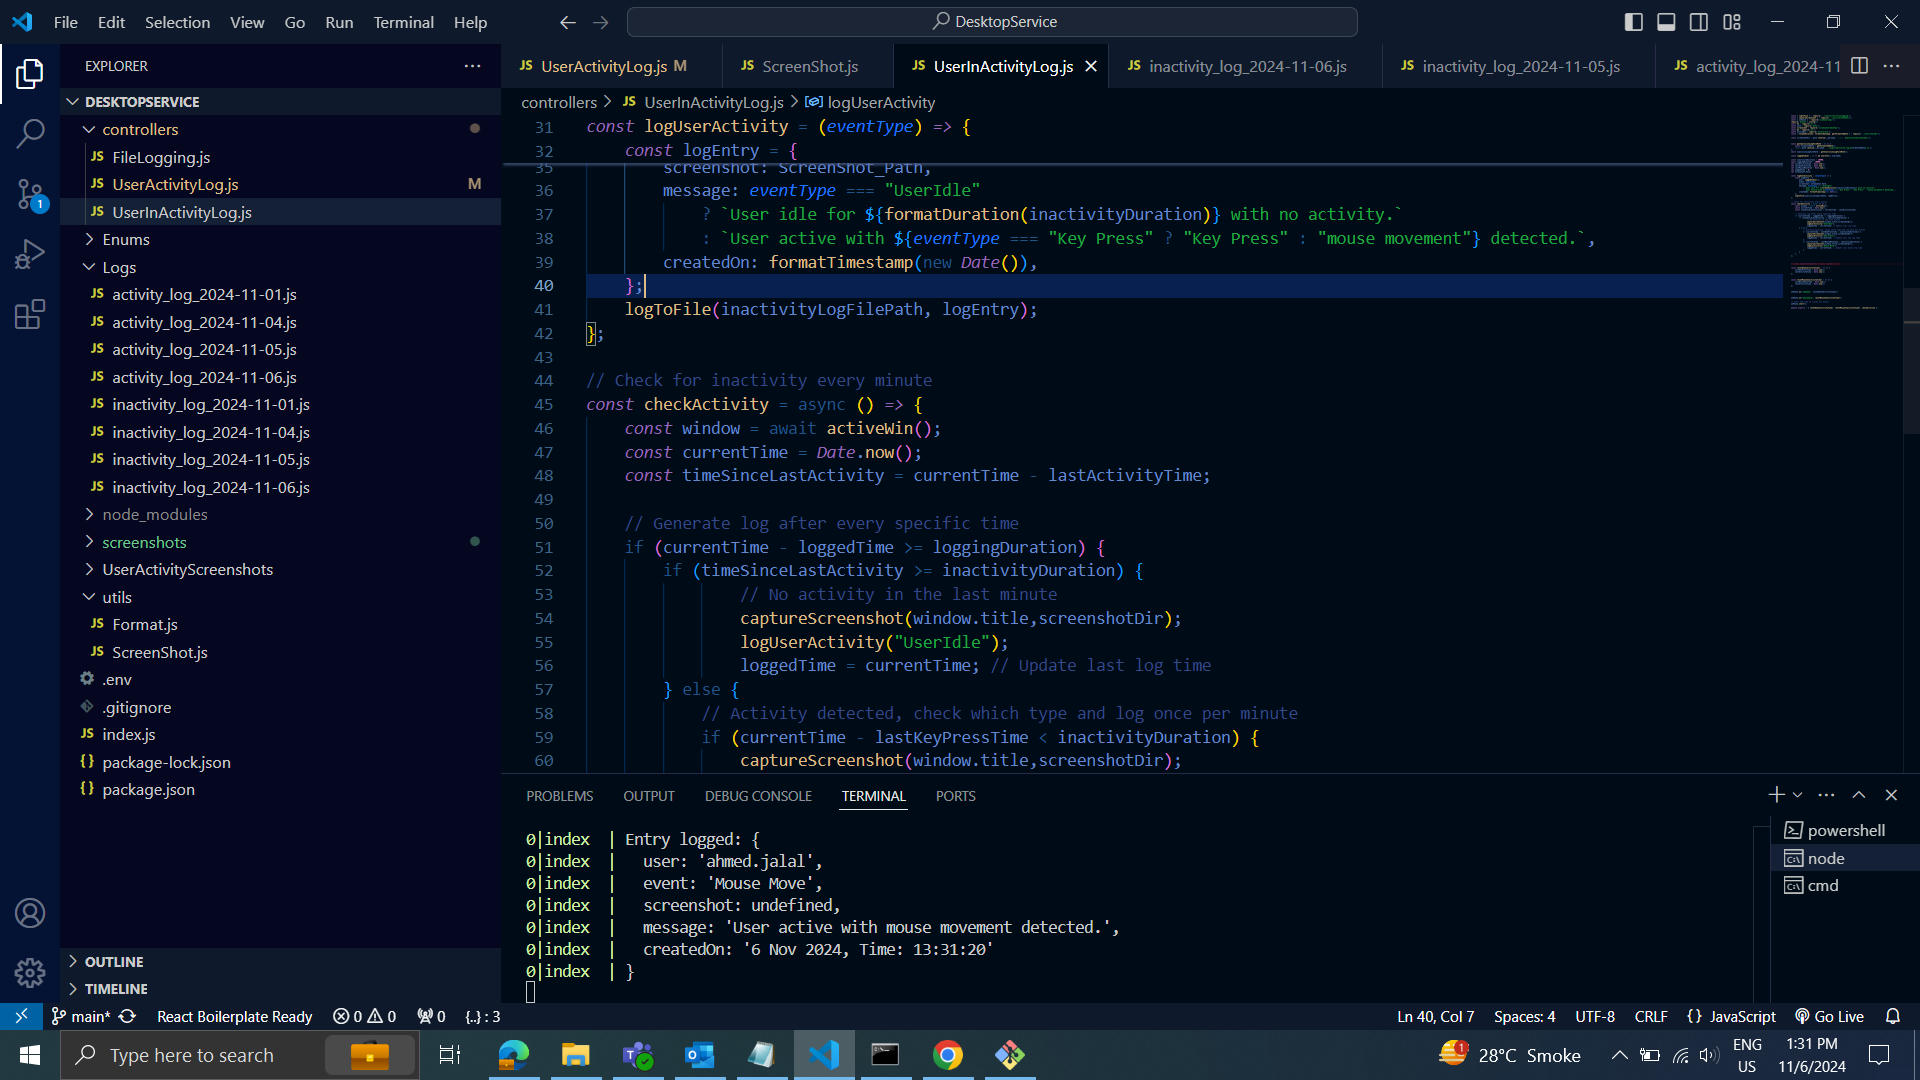 File Edit Selection View Go Run Terminal Help
DesktopService
EXPLORER
DESKTOPSERVICE
controllers
JS FileLogging.js
JS UserActivityLog.js M
JS UserInActivityLog.js
Enums
Logs
JS activity_log_2024-11-01.js
JS activity_log_2024-11-04.js
JS activity_log_2024-11-05.js
JS activity_log_2024-11-06.js
JS inactivity_log_2024-11-01.js
JS inactivity_log_2024-11-04.js
JS inactivity_log_2024-11-05.js
JS inactivity_log_2024-11-06.js
node_modules
screenshots
UserActivityScreenshots
utils
JS Format.js
JS ScreenShot.js
.env
.gitignore
JS index.js
{} package-lock.json
{} package.json
OUTLINE
TIMELINE
1
JS UserActivityLog.js M
JS ScreenShot.js
JS UserInActivityLog.js
JS inactivity_log_2024-11-06.js
JS inactivity_log_2024-11-05.js
JS activity_log_2024-11
controllers > JS UserInActivityLog.js > logUserActivity
31 const logUserActivity = (eventType) => {
32 const logEntry = {
35 screenshot: ScreenShot_Path,
36 message: eventType === "UserIdle"
37 ? `User idle for ${formatDuration(inactivityDuration)} with no activity.`
38 : `User active with ${eventType === "Key Press" ? "Key Press" : "mouse movement"} detected.`,
39 createdOn: formatTimestamp(new Date()),
40 };
41 logToFile(inactivityLogFilePath, logEntry);
42 };
43
44 // Check for inactivity every minute
45 const checkActivity = async () => {
46 const window = await activeWin();
47 const currentTime = Date.now();
48 const timeSinceLastActivity = currentTime - lastActivityTime;
49
50 // Generate log after every specific time
51 if (currentTime - loggedTime >= loggingDuration) {
52 if (timeSinceLastActivity >= inactivityDuration) {
53 // No activity in the last minute
54 captureScreenshot(window.title,screenshotDir);
55 logUserActivity("UserIdle");
56 loggedTime = currentTime; // Update last log time
57 } else {
58 // Activity detected, check which type and log once per minute
59 if (currentTime - lastKeyPressTime < inactivityDuration) {
60 captureScreenshot(window.title,screenshotDir);
PROBLEMS OUTPUT DEBUG CONSOLE TERMINAL PORTS
0|index | Entry logged: {
0|index | user: 'ahmed.jalal',
0|index | event: 'Mouse Move',
0|index | screenshot: undefined,
0|index | message: 'User active with mouse movement detected.',
0|index | createdOn: '6 Nov 2024, Time: 13:31:20'
0|index | }
powershell
node
cmd
main* React Boilerplate Ready 0 0 0 {..} : 3
Ln 40, Col 7 Spaces: 4 UTF-8 CRLF {} JavaScript Go Live
Type here to search
1
28°C Smoke
ENG
US
1:31 PM
11/6/2024